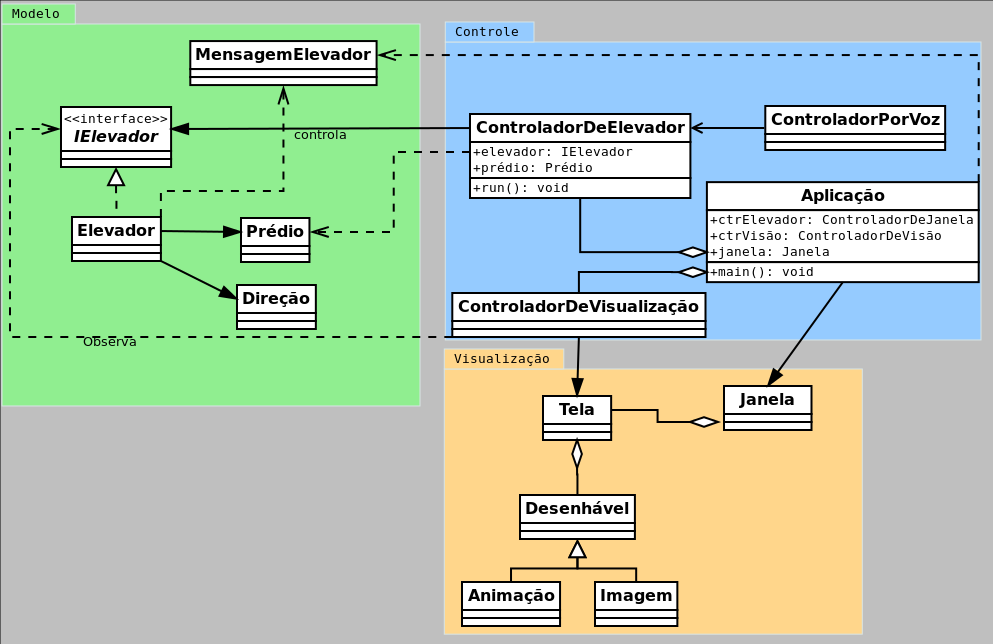 Modelo
MensagemElevador
<<interface>>
IElevador
controla
Elevador
Prédio
Direção
Observa
Controle
ControladorDeElevador
+elevador: IElevador
+prédio: Prédio
+run(): void
ControladorPorVoz
Aplicação
+ctrElevador: ControladorDeJanela
+ctrVisão: ControladorDeVisão
+janela: Janela
+main(): void
ControladorDeVisualização
Visualização
Tela
Janela
Desenhável
Animação
Imagem